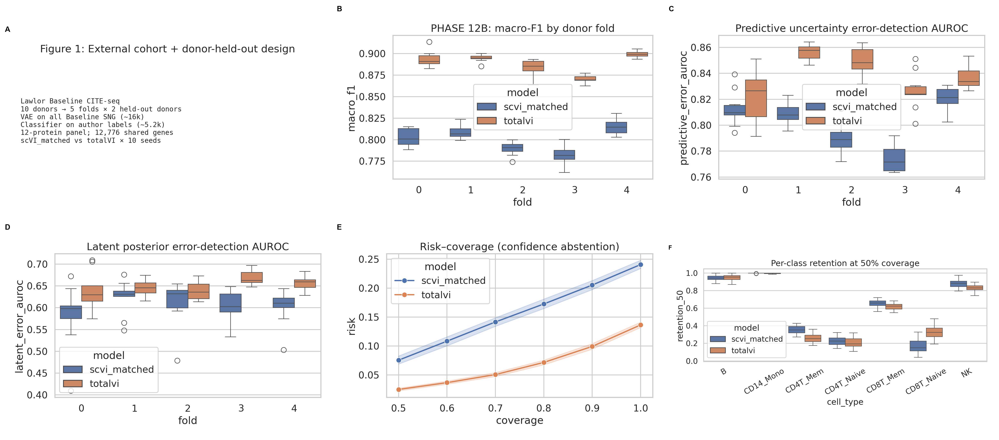 A
Figure 1: External cohort + donor-held-out design
Lawlor Baseline CITE-seq
10 donors → 5 folds × 2 held-out donors
VAE on all Baseline SNG (~16k)
Classifier on author labels (~5.2k)
12-protein panel; 12,776 shared genes
scVI_matched vs totalVI × 10 seeds
B
PHASE 12B: macro-F1 by donor fold
macro_f1
0.900
0.875
0.850
0.825
0.800
0.775
model
scvi_matched
totalvi
0 1 2 3 4
fold
C
Predictive uncertainty error-detection AUROC
predictive_error_auroc
0.86
0.84
0.82
0.80
0.78
0.76
model
scvi_matched
totalvi
0 1 2 3 4
fold
D
Latent posterior error-detection AUROC
latent_error_auroc
0.70
0.65
0.60
0.55
0.50
0.45
0.40
model
scvi_matched
totalvi
0 1 2 3 4
fold
E
Risk–coverage (confidence abstention)
risk
0.25
0.20
0.15
0.10
0.05
model
scvi_matched
totalvi
0.5 0.6 0.7 0.8 0.9 1.0
coverage
F
Per-class retention at 50% coverage
retention_50
1.0
0.8
0.6
0.4
0.2
0.0
model
scvi_matched
totalvi
B CD14_Mono CD4T_Mem CD4T_Naive CD8T_Mem CD8T_Naive NK
cell_type